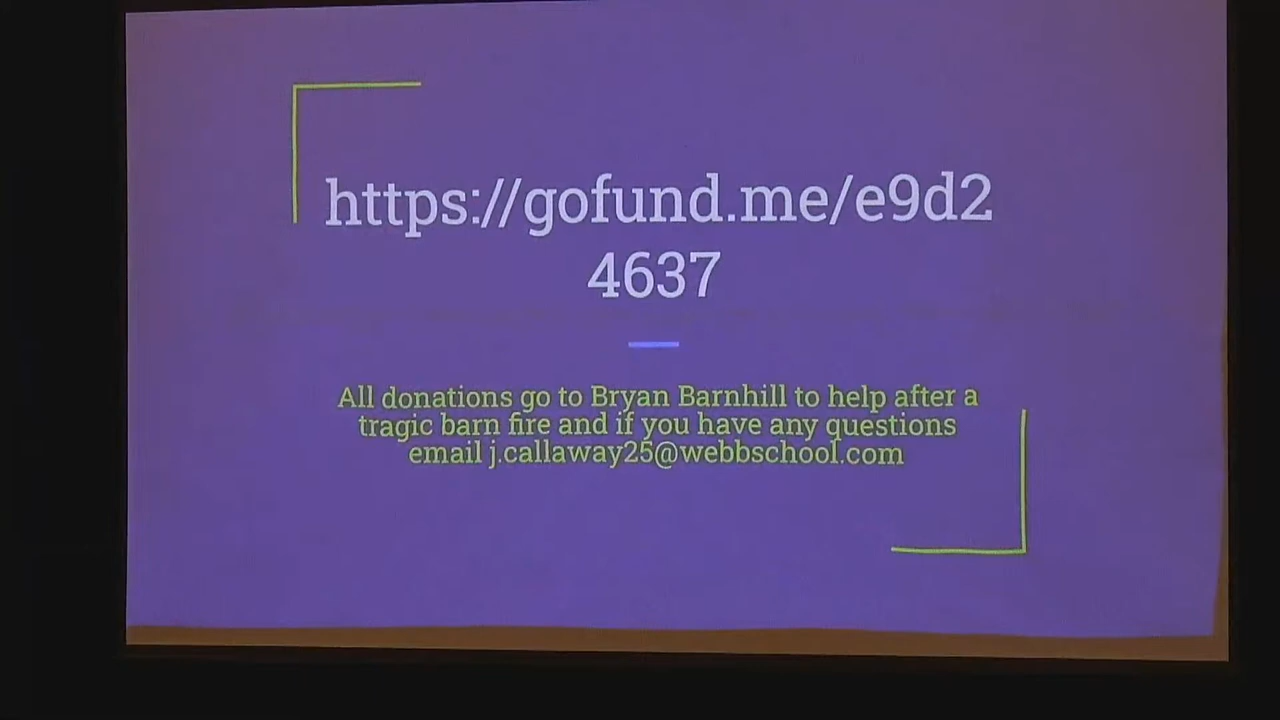 https://gofund.me/e9d2
4637
All donations go to Bryan Barnhill to help after a
tragic barn fire and if you have any questions
email j.callaway25@webbschool.com